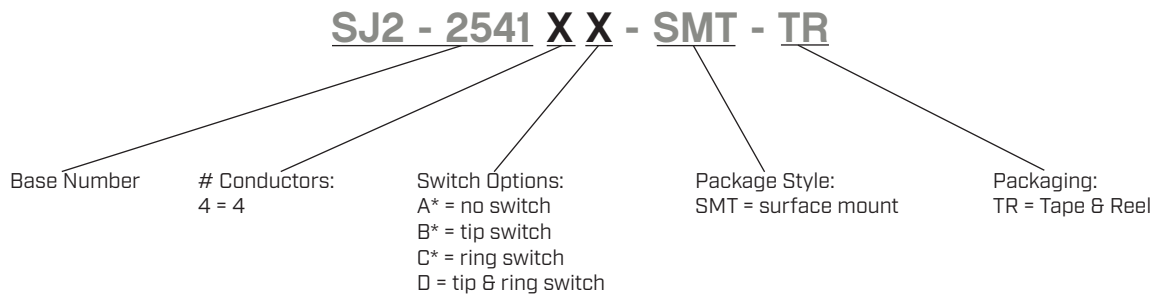 SJ2 - 2541 X X - SMT - TR
Base Number
# Conductors:
4 = 4
Switch Options:
A* = no switch
B* = tip switch
C* = ring switch
D = tip & ring switch
Package Style:
SMT = surface mount
Packaging:
TR = Tape & Reel